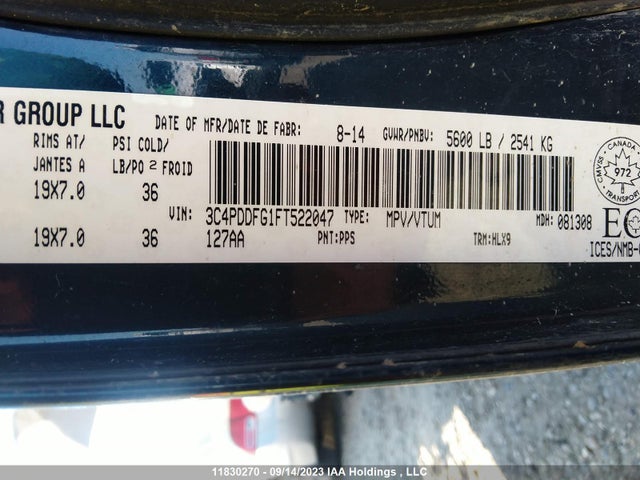 R GROUP LLC
DATE OF MFR/DATE DE FABR: 8-14 GVWR/PNBV: 5600 LB / 2541 KG
RIMS AT/ PSI COLD/
JANTES A LB/PO 2 FROID
19X7.0 36
VIN: 3C4PDDFG1FT522047 TYPE: MPV/VTUM MDH: 081308
19X7.0 36 127AA PNT:PPS TRM:HLX9
CANADA
CMVSS
972
TRANSPORT
EC
ICES/NMB-
11830270 - 09/14/2023 IAA Holdings , LLC